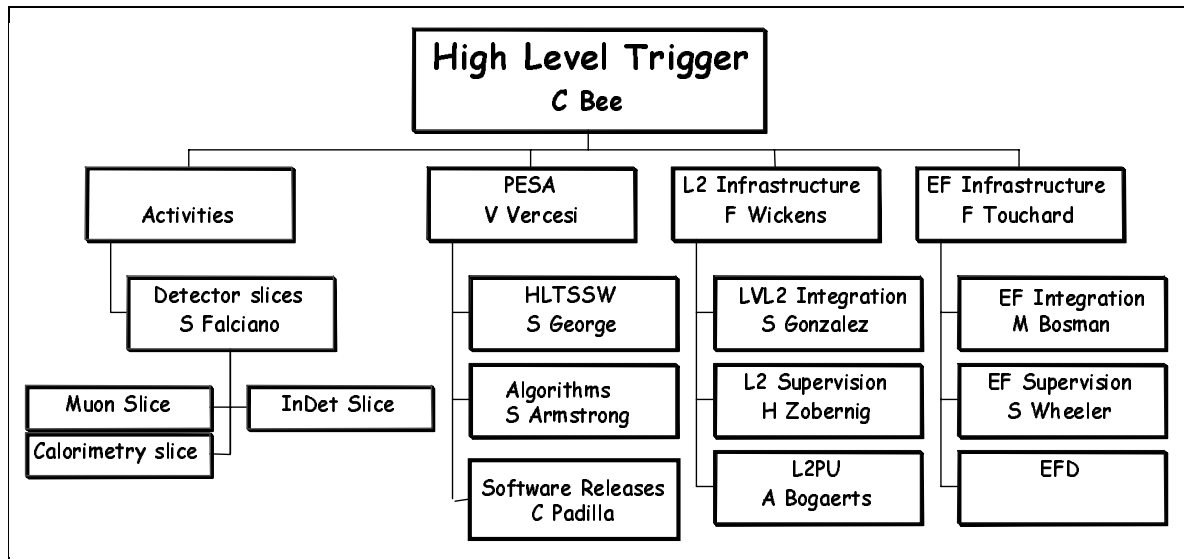 High Level Trigger
C Bee
Activities
PESA
V Vercesi
L2 Infrastructure
F Wickens
EF Infrastructure
F Touchard
Detector slices
S Falciano
Muon Slice
InDet Slice
Calorimetry slice
HLTSSW
S George
Algorithms
S Armstrong
Software Releases
C Padilla
LVL2 Integration
S Gonzalez
L2 Supervision
H Zobernig
L2PU
A Bogaerts
EF Integration
M Bosman
EF Supervision
S Wheeler
EFD